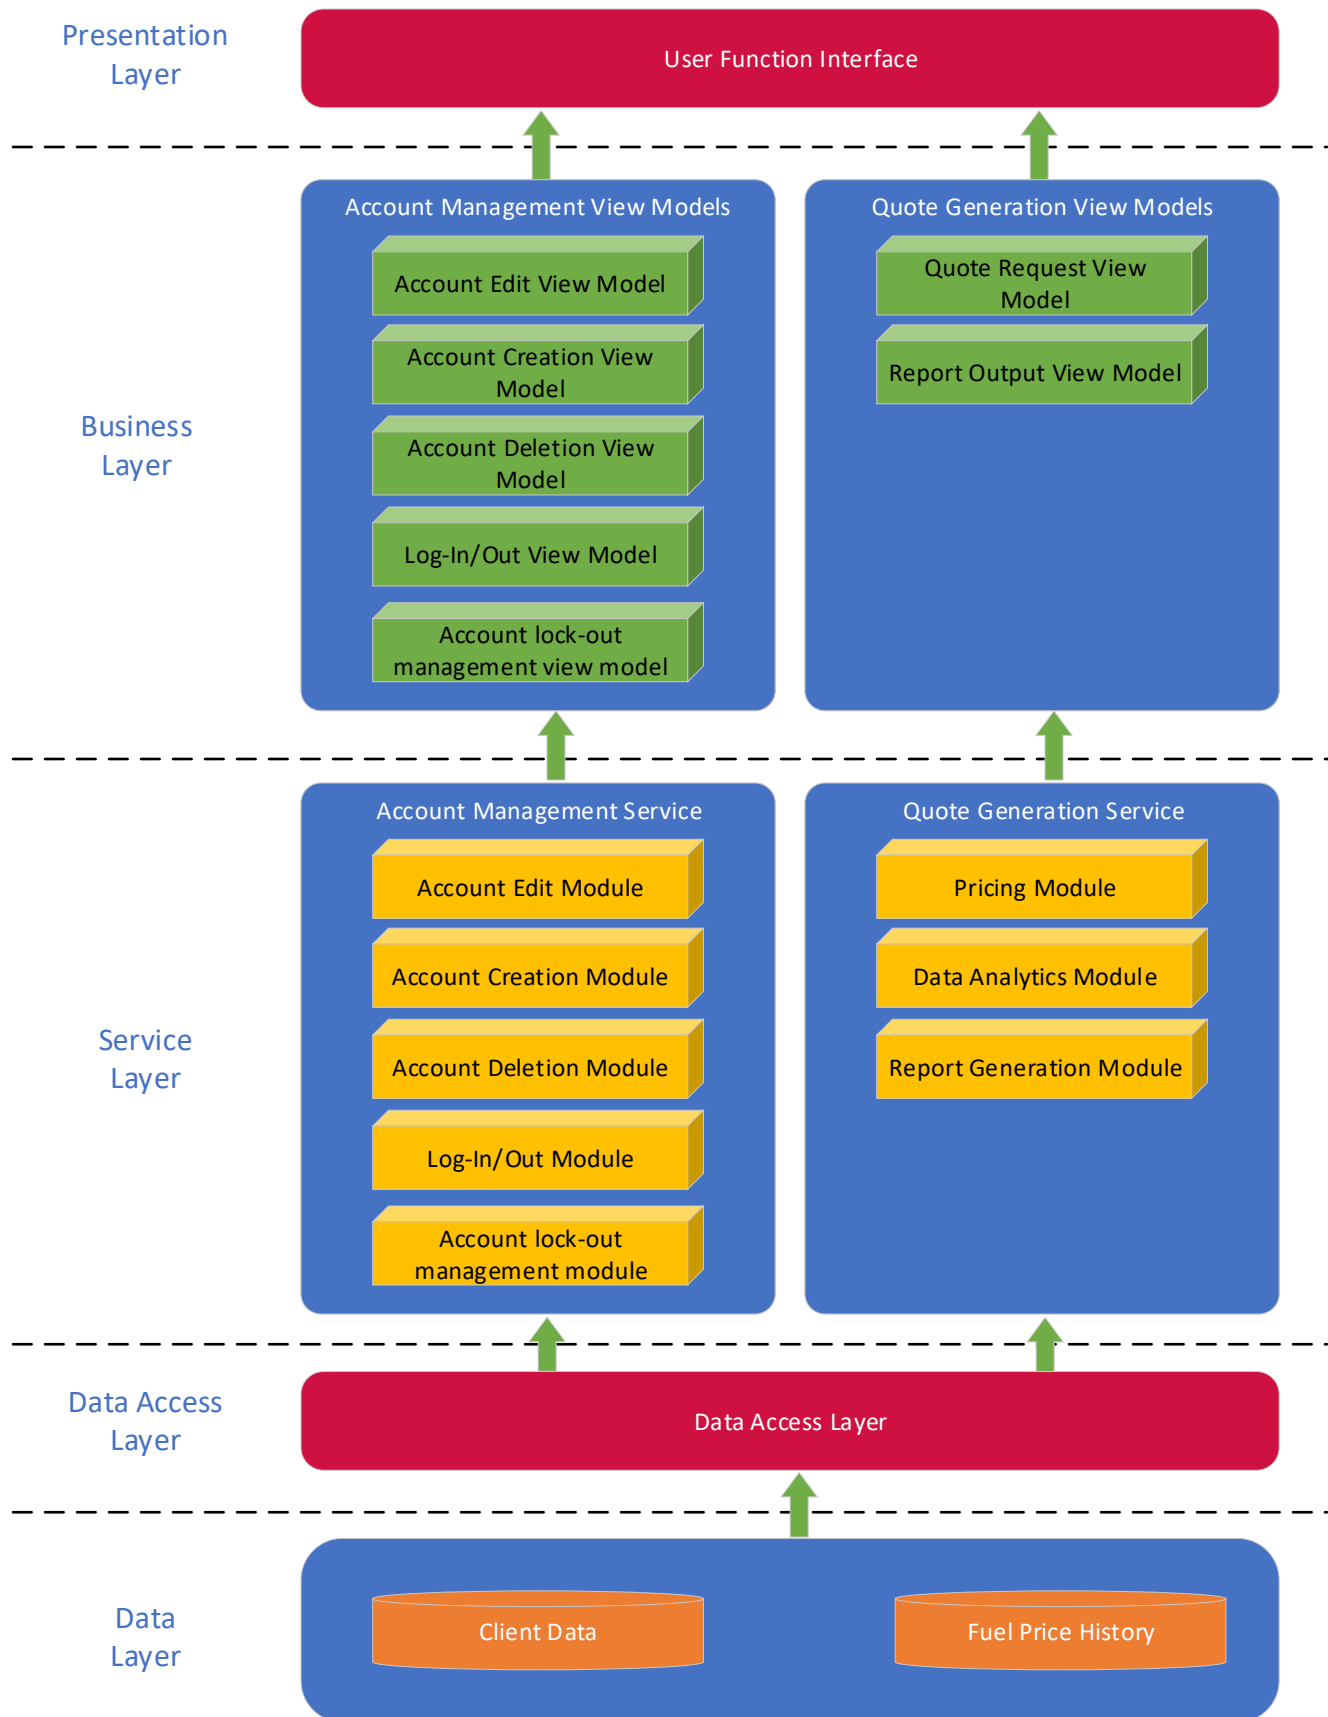 Presentation
Layer
User Function Interface
Business
Layer
Account Management View Models
Account Edit View Model
Account Creation View
Model
Account Deletion View
Model
Log-In/Out View Model
Account lock-out
management view model
Quote Generation View Models
Quote Request View
Model
Report Output View Model
Service
Layer
Account Management Service
Account Edit Module
Account Creation Module
Account Deletion Module
Log-In/Out Module
Account lock-out
management module
Quote Generation Service
Pricing Module
Data Analytics Module
Report Generation Module
Data Access
Layer
Data Access Layer
Data
Layer
Client Data
Fuel Price History